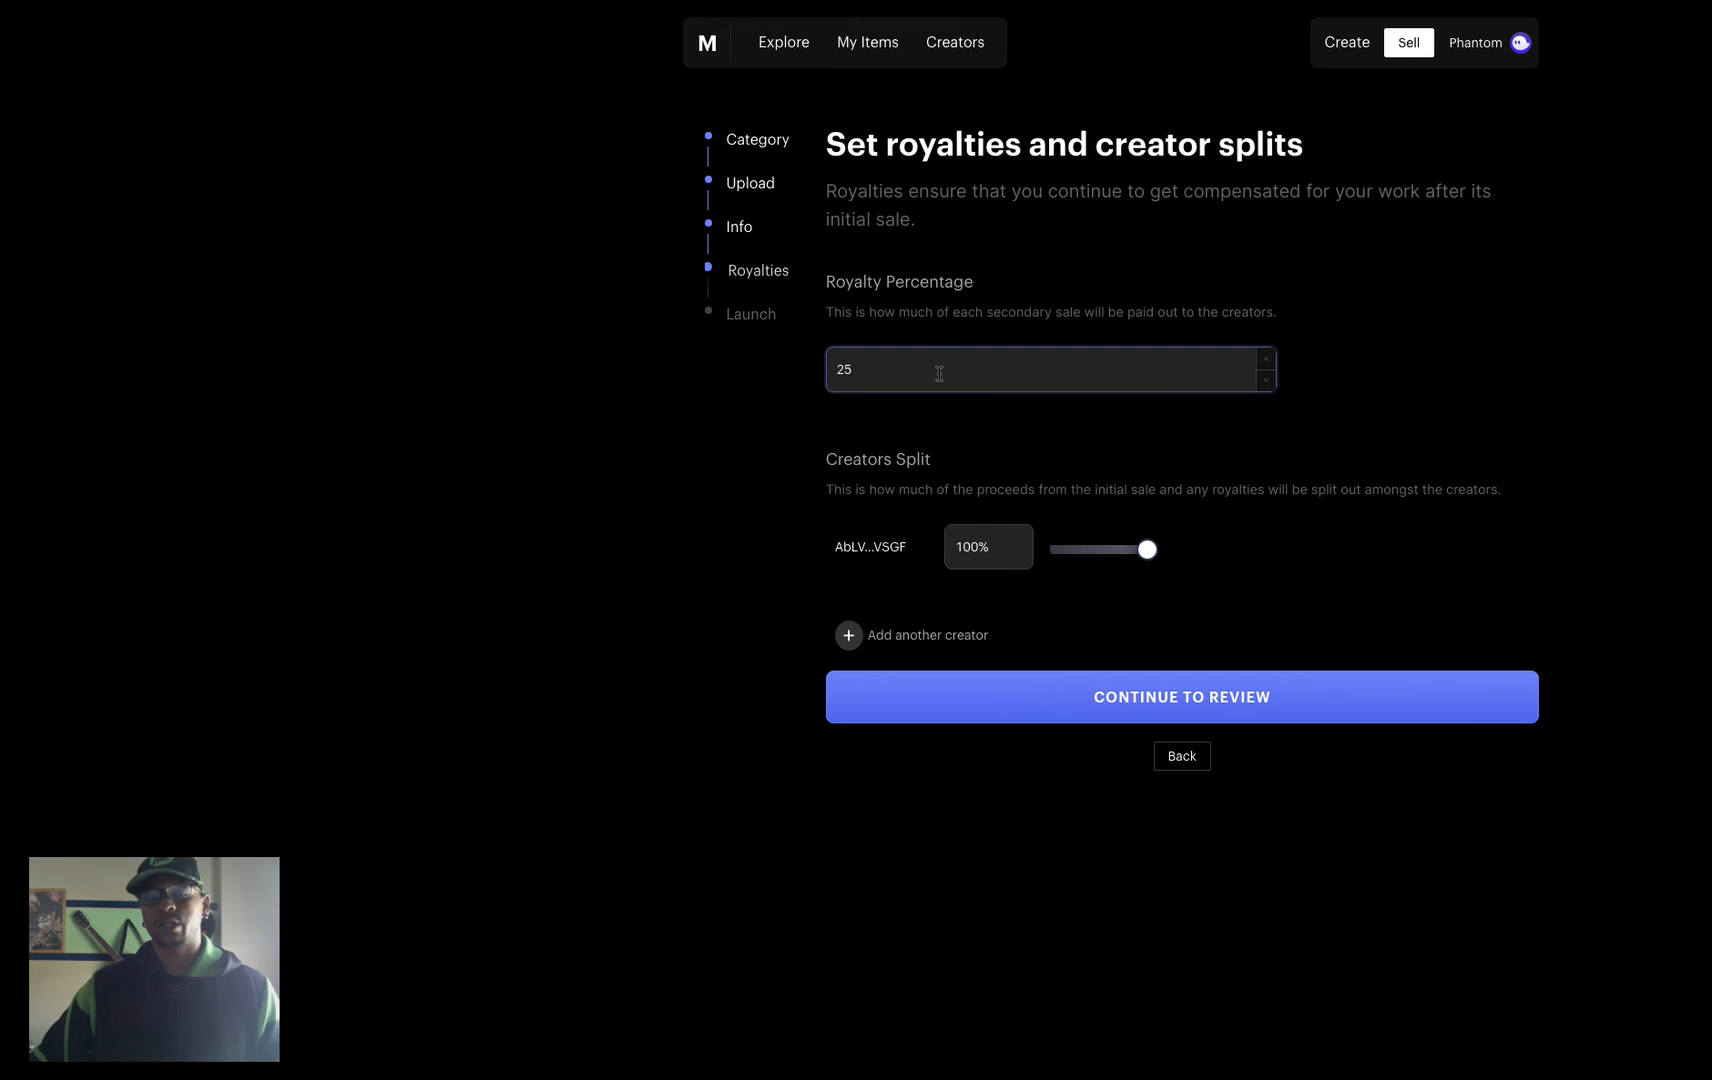 M
Explore
My Items
Creators
Create
Sell
Phantom
Category
Upload
Info
Royalties
Launch
Set royalties and creator splits
Royalties ensure that you continue to get compensated for your work after its
initial sale.
Royalty Percentage
This is how much of each secondary sale will be paid out to the creators.
25
Creators Split
This is how much of the proceeds from the initial sale and any royalties will be split out amongst the creators.
AbLV...VSGF
100%
+ Add another creator
CONTINUE TO REVIEW
Back